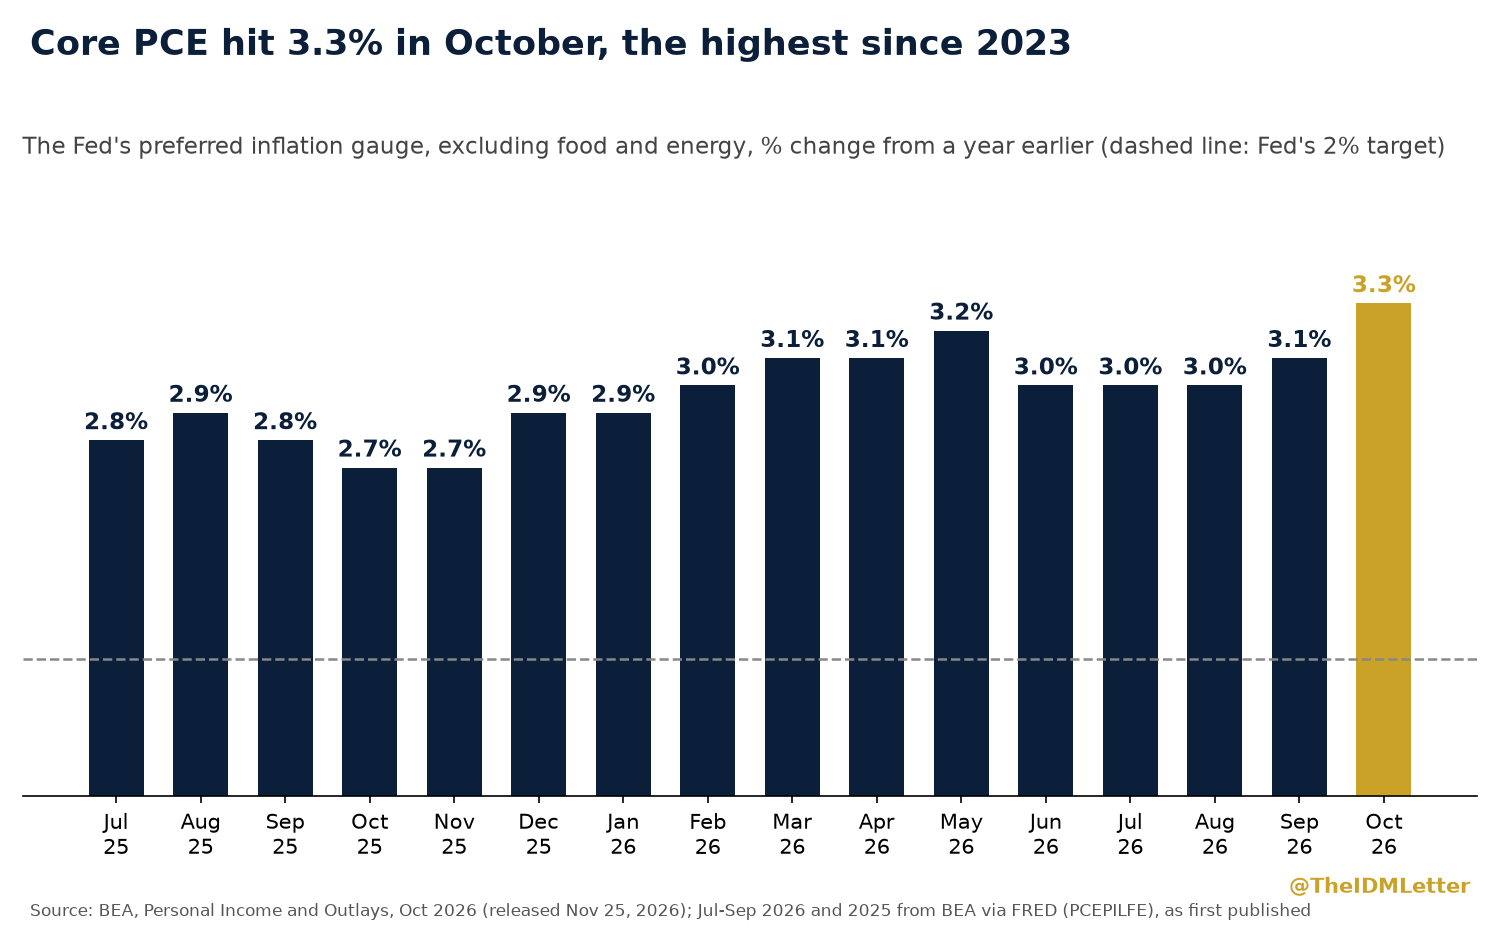 Core PCE hit 3.3% in October, the highest since 2023
The Fed's preferred inflation gauge, excluding food and energy, % change from a year earlier (dashed line: Fed's 2% target)
2.8%
2.9%
2.8%
2.7%
2.7%
2.9%
2.9%
3.0%
3.1%
3.1%
3.2%
3.0%
3.0%
3.0%
3.1%
3.3%
Jul
25
Aug
25
Sep
25
Oct
25
Nov
25
Dec
25
Jan
26
Feb
26
Mar
26
Apr
26
May
26
Jun
26
Jul
26
Aug
26
Sep
26
Oct
26
@TheIDMLetter
Source: BEA, Personal Income and Outlays, Oct 2026 (released Nov 25, 2026); Jul-Sep 2026 and 2025 from BEA via FRED (PCEPILFE), as first published